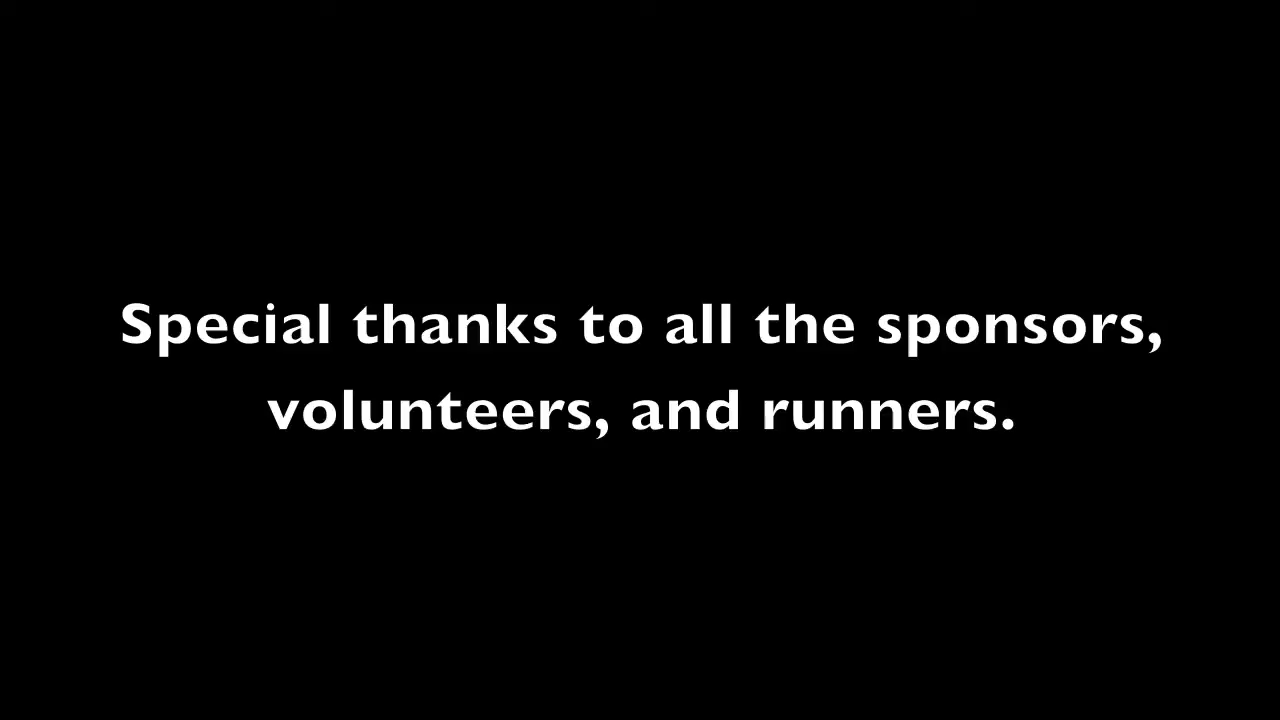 Special thanks to all the sponsors,
volunteers, and runners.